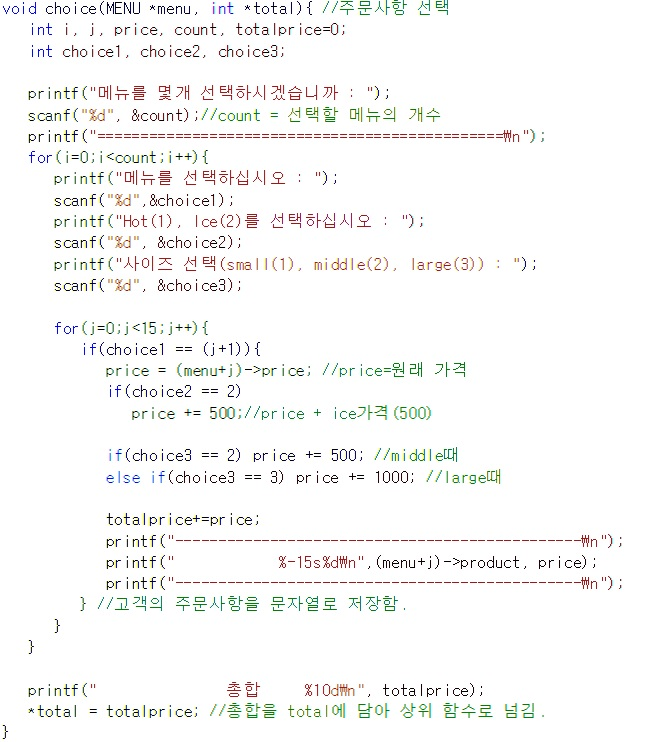 void choice(MENU *menu, int *total){ //주문사항 선택
int i, j, price, count, totalprice=0;
int choice1, choice2, choice3;
printf("메뉴를 몇개 선택하시겠습니까 : ");
scanf("%d", &count);//count = 선택할 메뉴의 개수
printf("===============================================₩n");
for(i=0;i<count;i++){
printf("메뉴를 선택하십시오 : ");
scanf("%d",&choice1);
printf("Hot(1), Ice(2)를 선택하십시오 : ");
scanf("%d", &choice2);
printf("사이즈 선택(small(1), middle(2), large(3)) : ");
scanf("%d", &choice3);
for(j=0;j<15;j++){
if(choice1 == (j+1)){
price = (menu+j)->price; //price=원래 가격
if(choice2 == 2)
price += 500;//price + ice가격(500)
if(choice3 == 2) price += 500; //middle때
else if(choice3 == 3) price += 1000; //large때
totalprice+=price;
printf("-----------------------------------------------₩n");
printf("            %-15s%d₩n",(menu+j)->product, price);
printf("-----------------------------------------------₩n");
} //고객의 주문사항을 문자열로 저장함.
}
}
printf("               총합     %10d₩n", totalprice);
*total = totalprice; //총합을 total에 담아 상위 함수로 넘김.
}